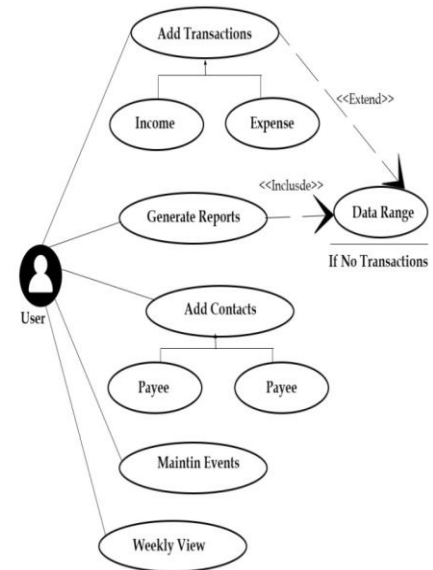 Add Transactions
<<Extend>>
Income
Expense
<<Inclusde>>
Generate Reports
Data Range
If No Transactions
User
Add Contacts
Payee
Payee
Maintin Events
Weekly View